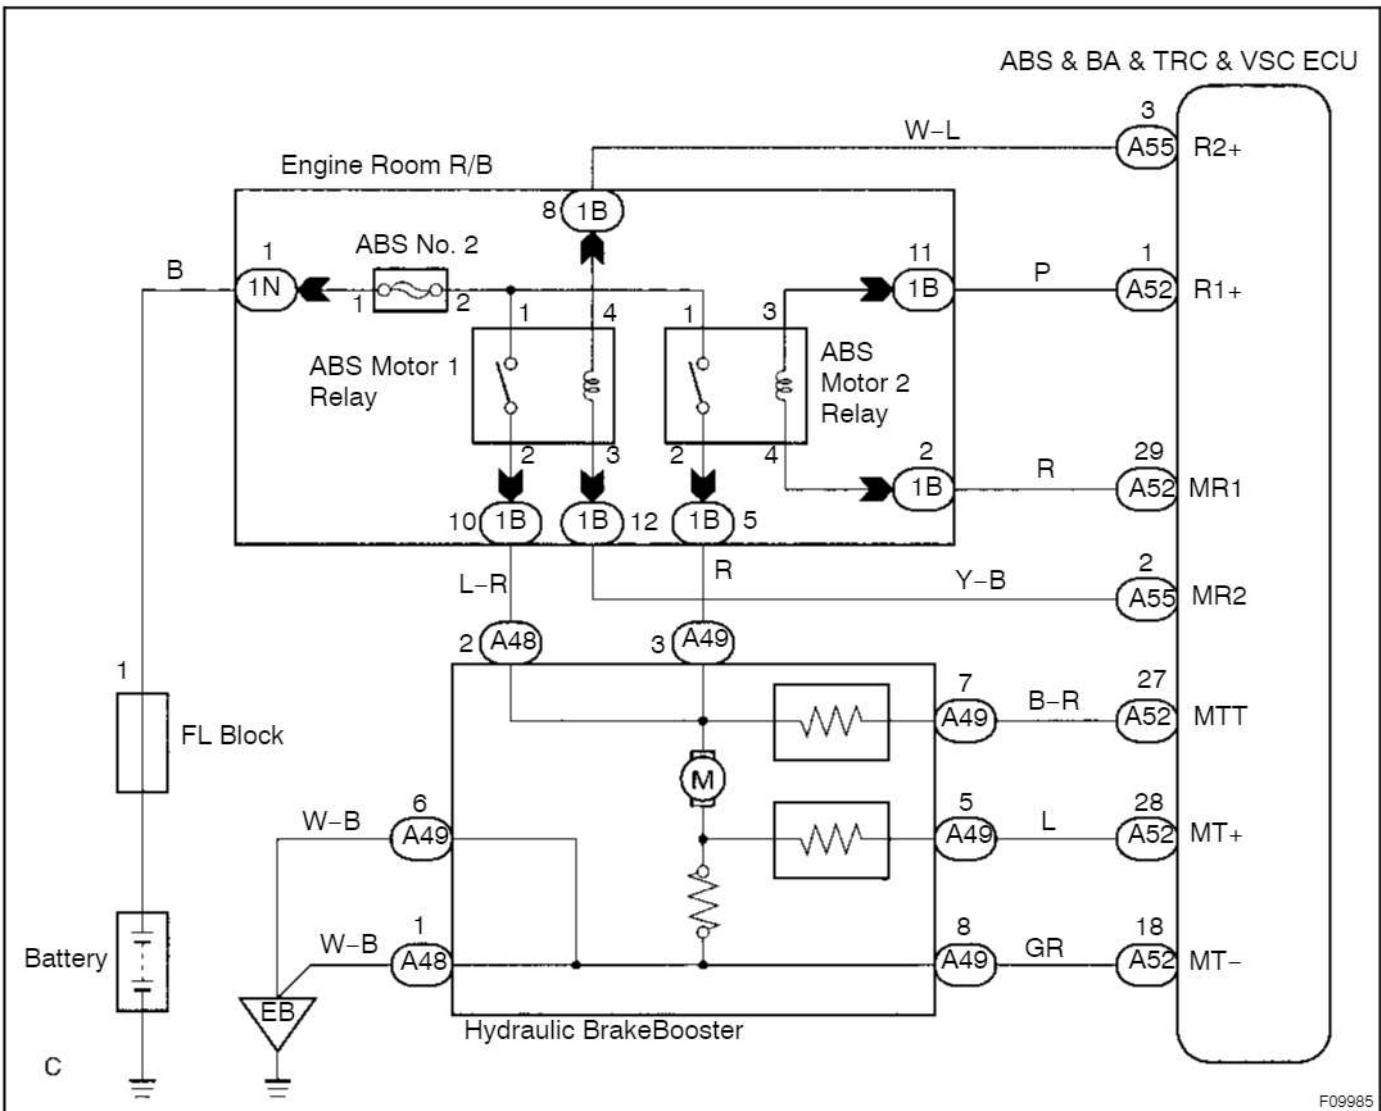 ABS & BA & TRC & VSC ECU
3
W–L
A55
R2+
Engine Room R/B
8
1B
ABS No. 2
1
11
1
B
P
1N
1B
A52
R1+
1
2
1
4
1
3
ABS Motor 1
Relay
ABS
Motor 2
Relay
2
3
2
4
2
29
R
1B
A52
MR1
10
1B
1B
12
1B
5
L–R
R
Y–B
2
A55
MR2
2
A48
3
A49
1
7
27
B–R
FL Block
A49
A52
MTT
M
6
5
28
W–B
A49
A49
L
A52
MT+
1
8
18
Battery
W–B
A48
A49
GR
A52
MT–
EB
Hydraulic BrakeBooster
C
F09985